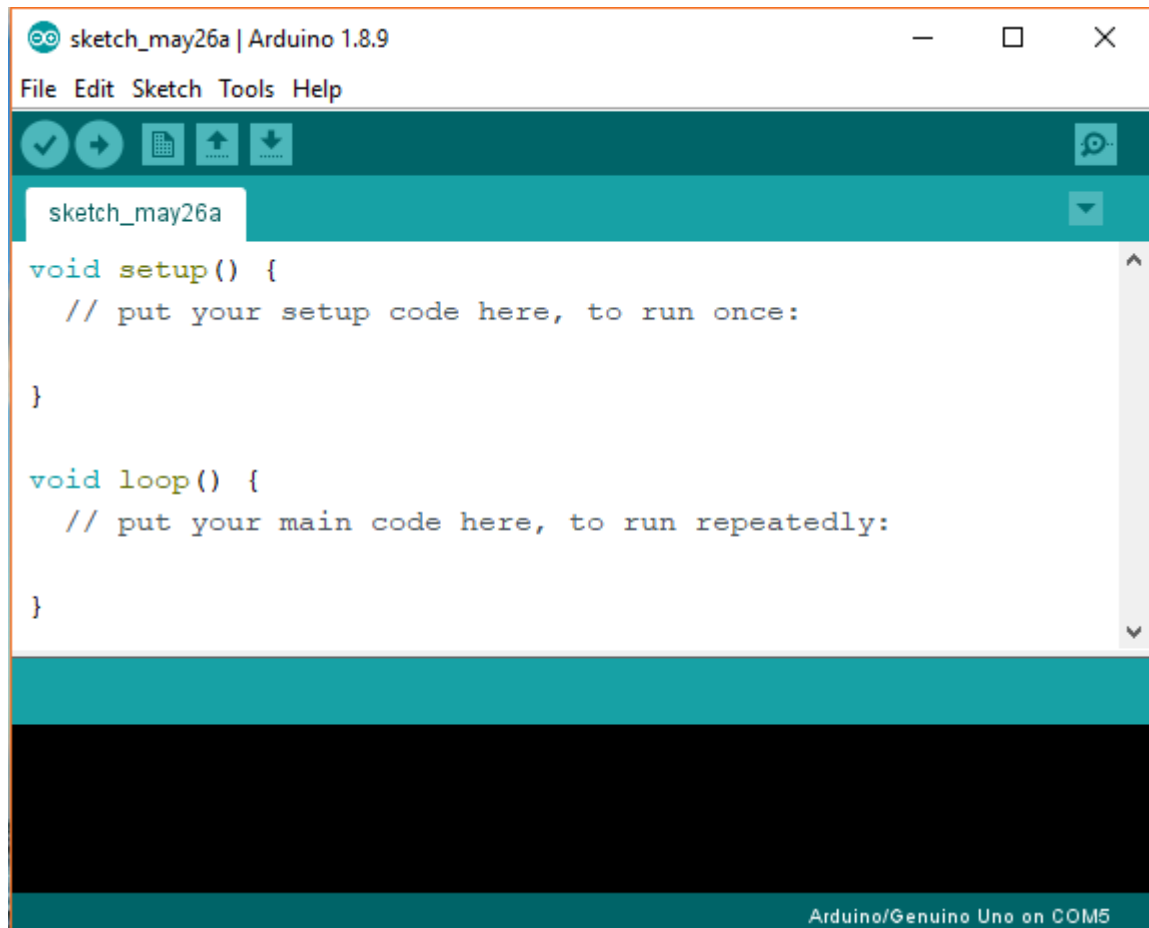 sketch_may26a | Arduino 1.8.9
File Edit Sketch Tools Help
sketch_may26a
void setup() {
  // put your setup code here, to run once:
}
void loop() {
  // put your main code here, to run repeatedly:
}
Arduino/Genuino Uno on COM5